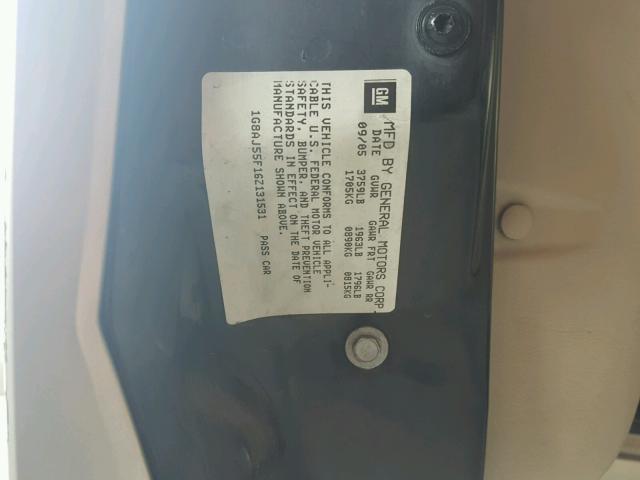 GM
MFD BY GENERAL MOTORS CORP.
DATE GVWR GAWR FRT GAWR RR
09/05 3759LB 1963LB 1796LB
1705KG 0890KG 0815KG
THIS VEHICLE CONFORMS TO ALL APPLI-
CABLE U.S. FEDERAL MOTOR VEHICLE
SAFETY, BUMPER, AND THEFT PREVENTION
STANDARDS IN EFFECT ON THE DATE OF
MANUFACTURE SHOWN ABOVE.
1G8AJ55F16Z131531 PASS CAR